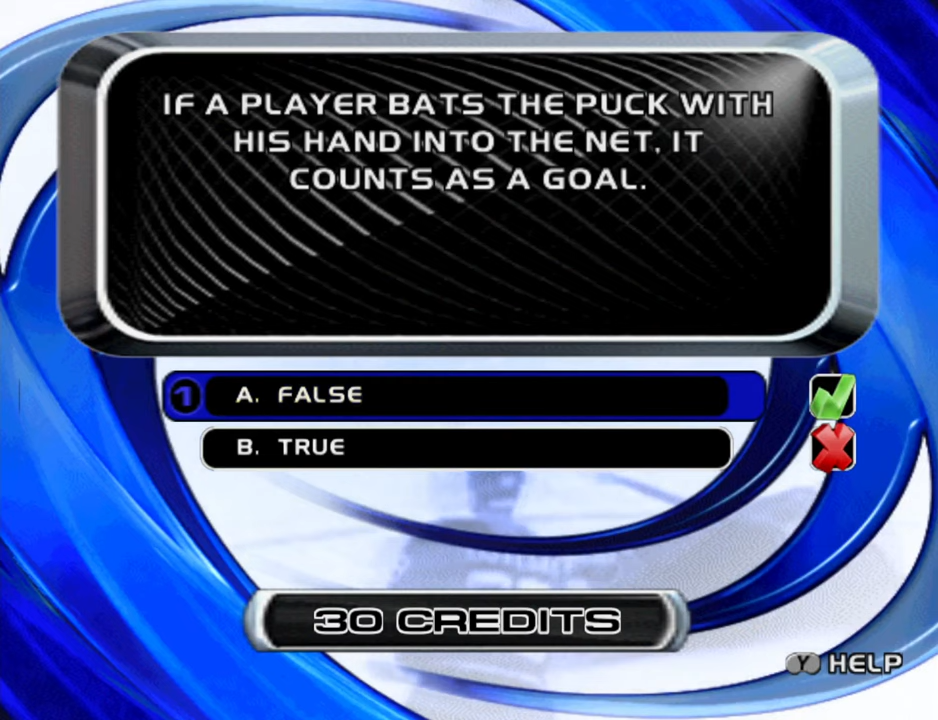 IF A PLAYER BATS THE PUCK WITH
HIS HAND INTO THE NET, IT
COUNTS AS A GOAL.
1 A. FALSE
B. TRUE
30 CREDITS
Y HELP